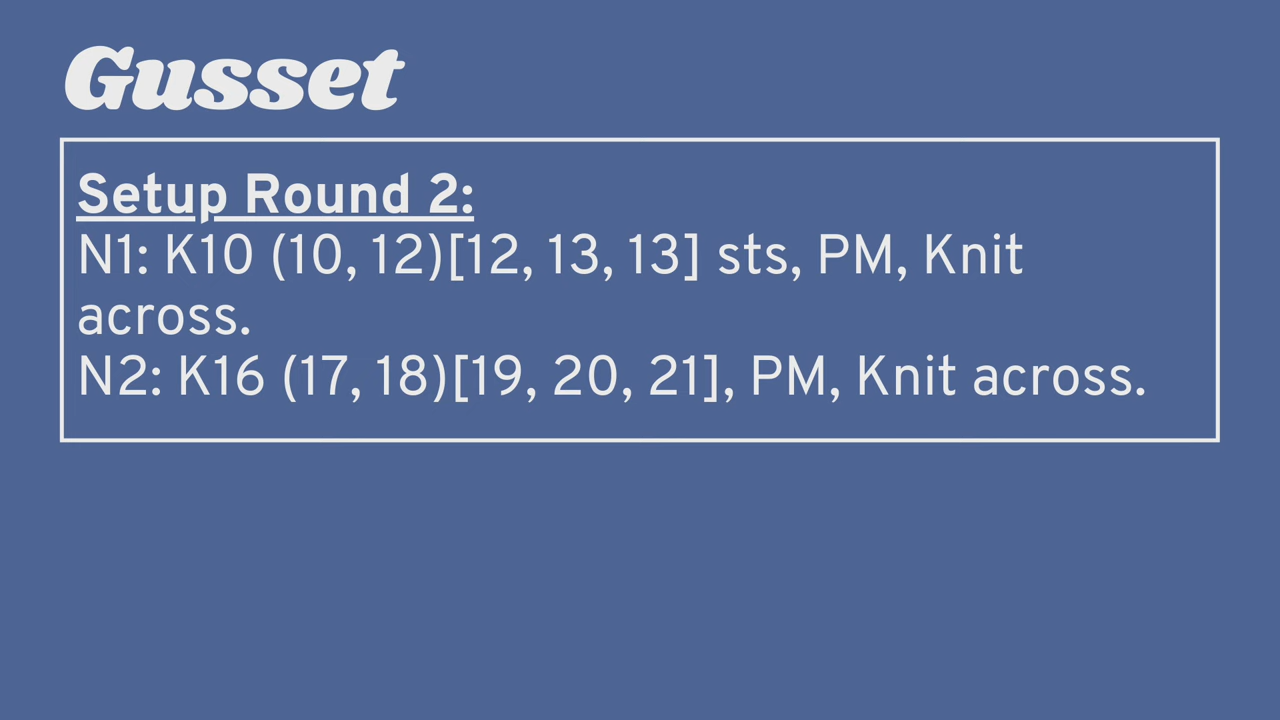 Gusset
Setup Round 2:
N1: K10 (10, 12)[12, 13, 13] sts, PM, Knit
across.
N2: K16 (17, 18)[19, 20, 21], PM, Knit across.